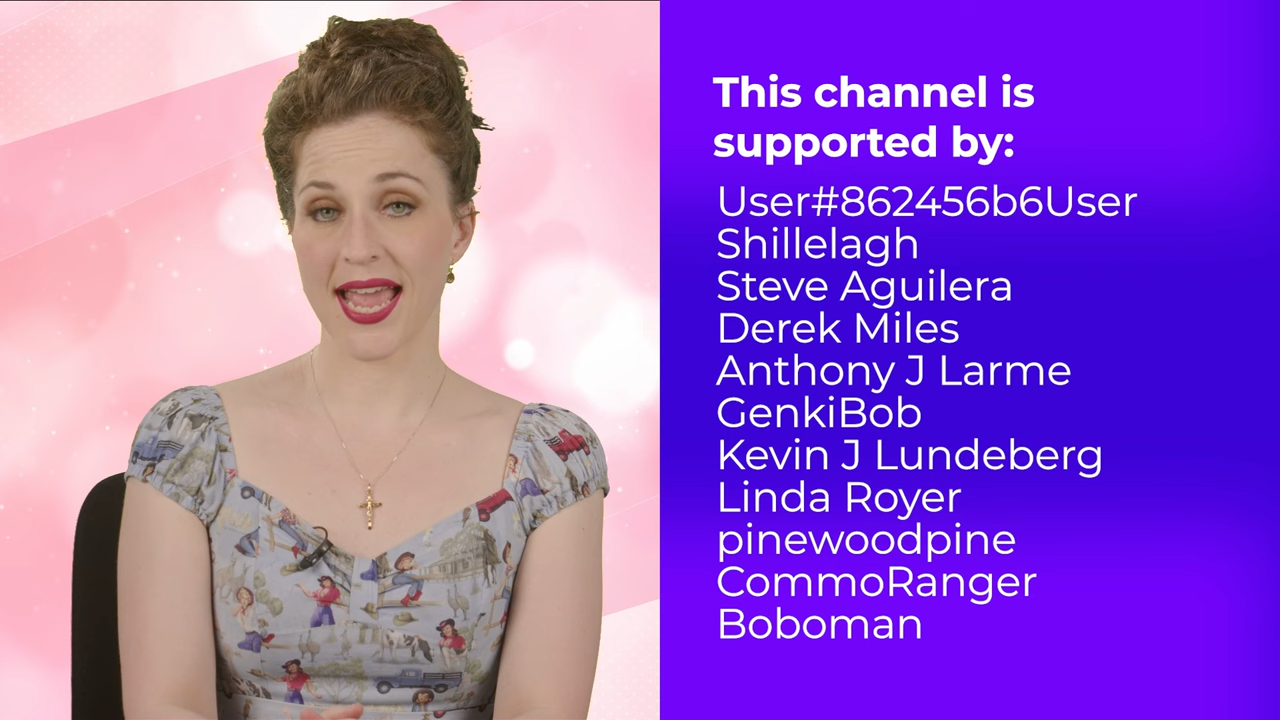 This channel is
supported by:
User#862456b6User
Shillelagh
Steve Aguilera
Derek Miles
Anthony J Larme
GenkiBob
Kevin J Lundeberg
Linda Royer
pinewoodpine
CommoRanger
Boboman